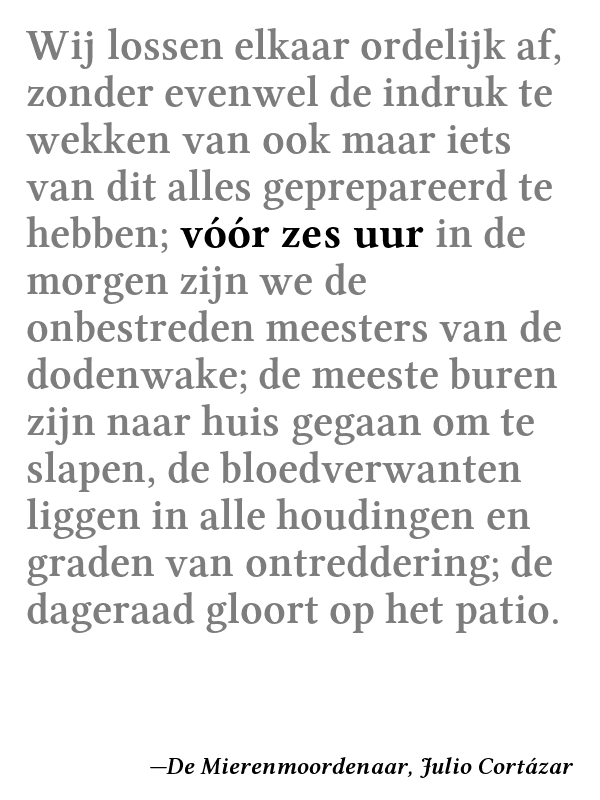 Wij lossen elkaar ordelijk af,
zonder evenwel de indruk te
wekken van ook maar iets
van dit alles geprepareerd te
hebben; vóór zes uur in de
morgen zijn we de
onbestreden meesters van de
dodenwake; de meeste buren
zijn naar huis gegaan om te
slapen, de bloedverwanten
liggen in alle houdingen en
graden van ontreddering; de
dageraad gloort op het patio.
—De Mierenmoordenaar, Julio Cortázar